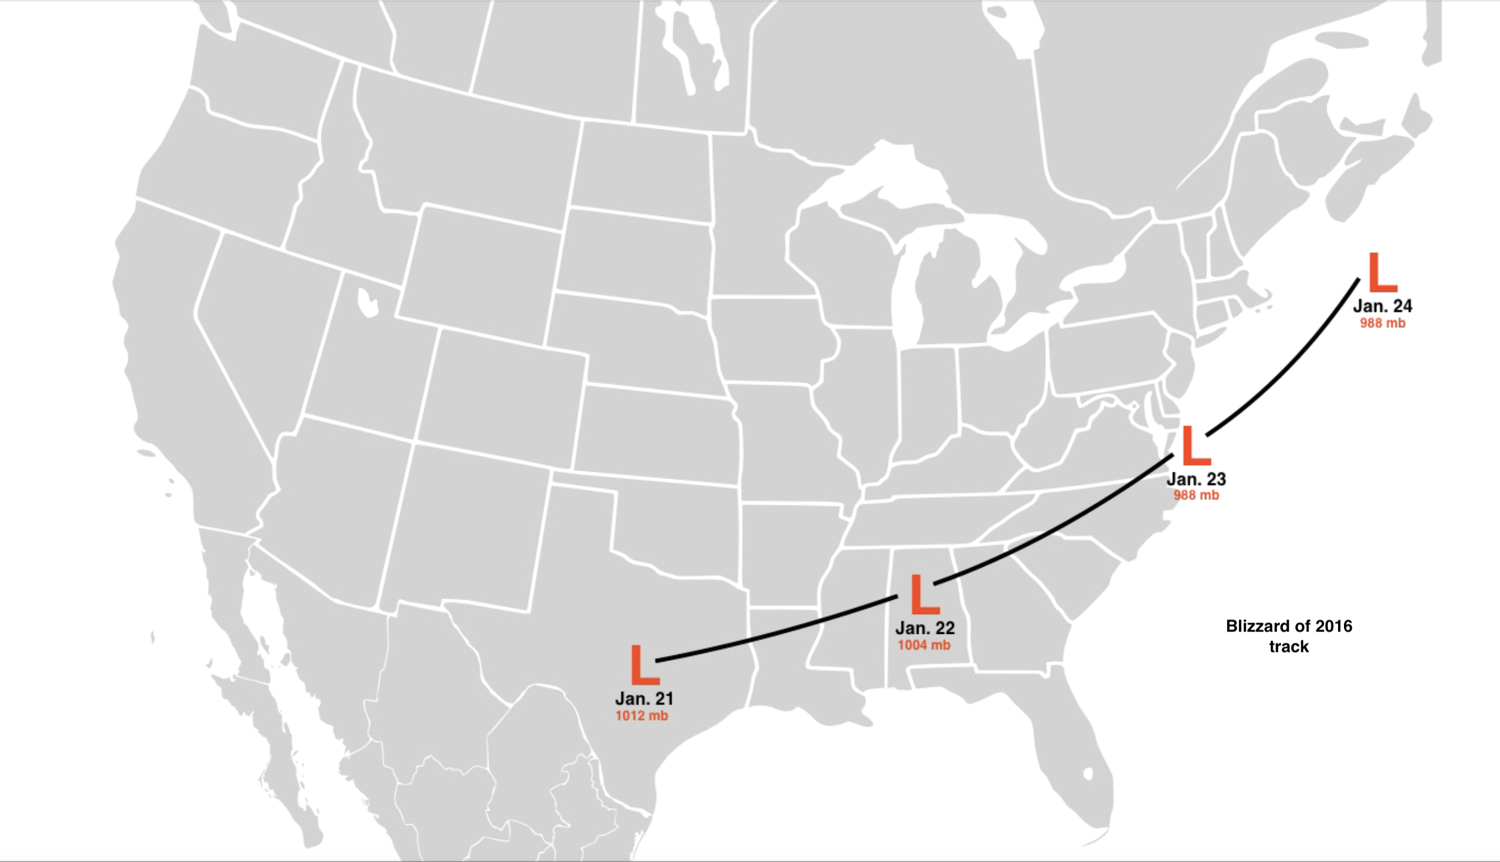 L
Jan. 24
988 mb
L
Jan. 23
988 mb
L
Jan. 22
1004 mb
Blizzard of 2016
track
L
Jan. 21
1012 mb